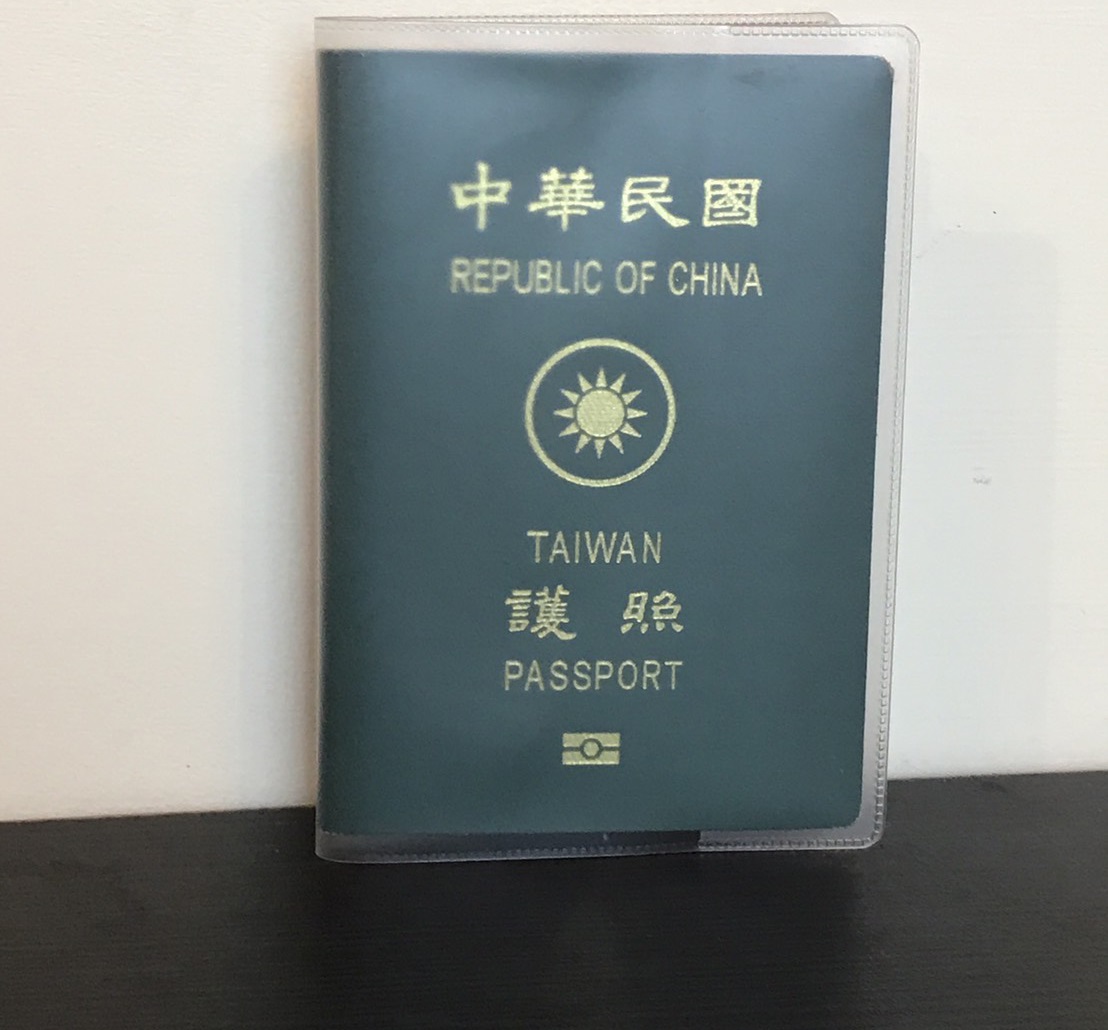 中華民國
REPUBLIC OF CHINA
TAIWAN
護照
PASSPORT